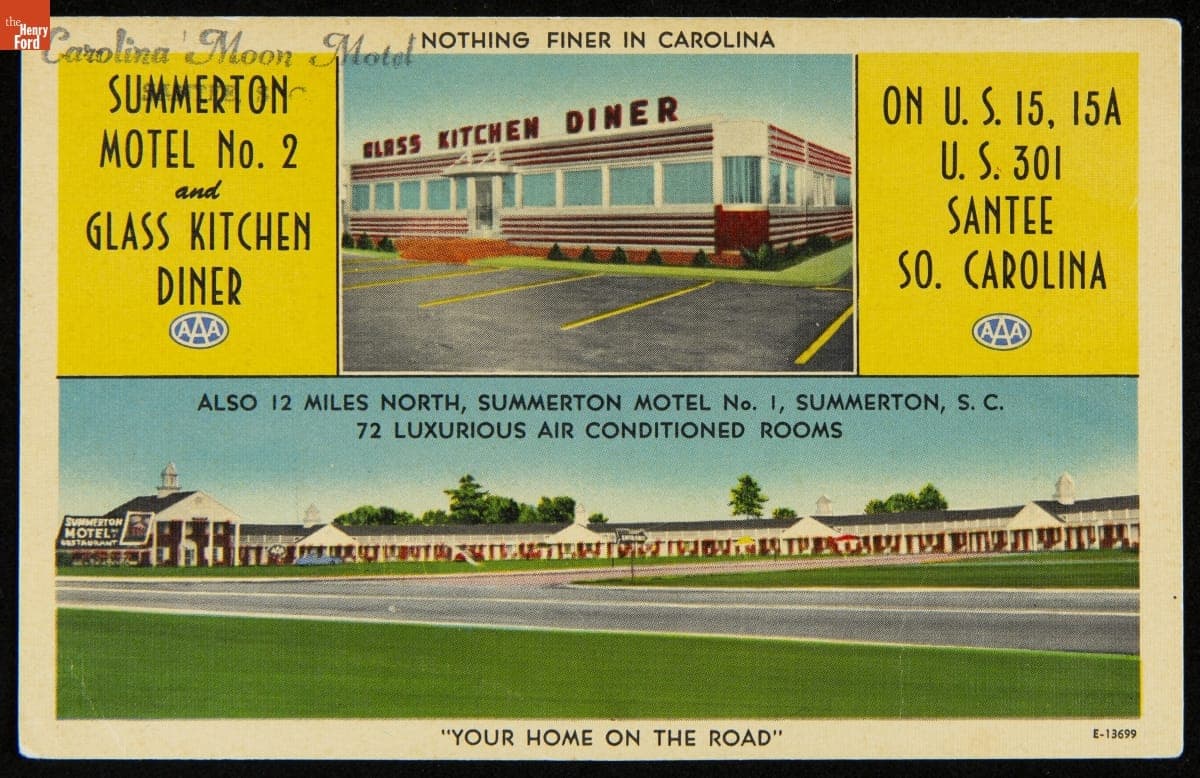 the
Henry
Ford
Carolina Moon Motel
NOTHING FINER IN CAROLINA
SUMMERTON
MOTEL No. 2
and
GLASS KITCHEN
DINER
AAA
GLASS KITCHEN DINER
ON U. S. 15, 15A
U. S. 301
SANTEE
SO. CAROLINA
AAA
ALSO 12 MILES NORTH, SUMMERTON MOTEL No. 1, SUMMERTON, S. C.
72 LUXURIOUS AIR CONDITIONED ROOMS
SUMMERTON
MOTEL
RESTAURANT
"YOUR HOME ON THE ROAD"
E-13699